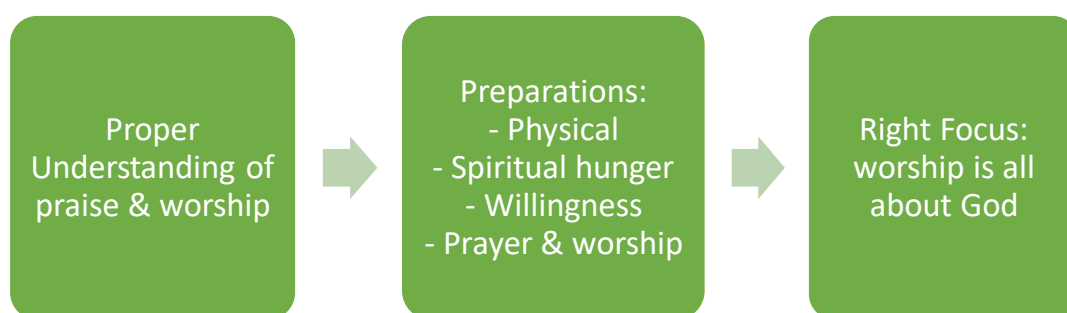 Proper
Understanding of
praise & worship
Preparations:
- Physical
- Spiritual hunger
- Willingness
- Prayer & worship
Right Focus:
worship is all
about God